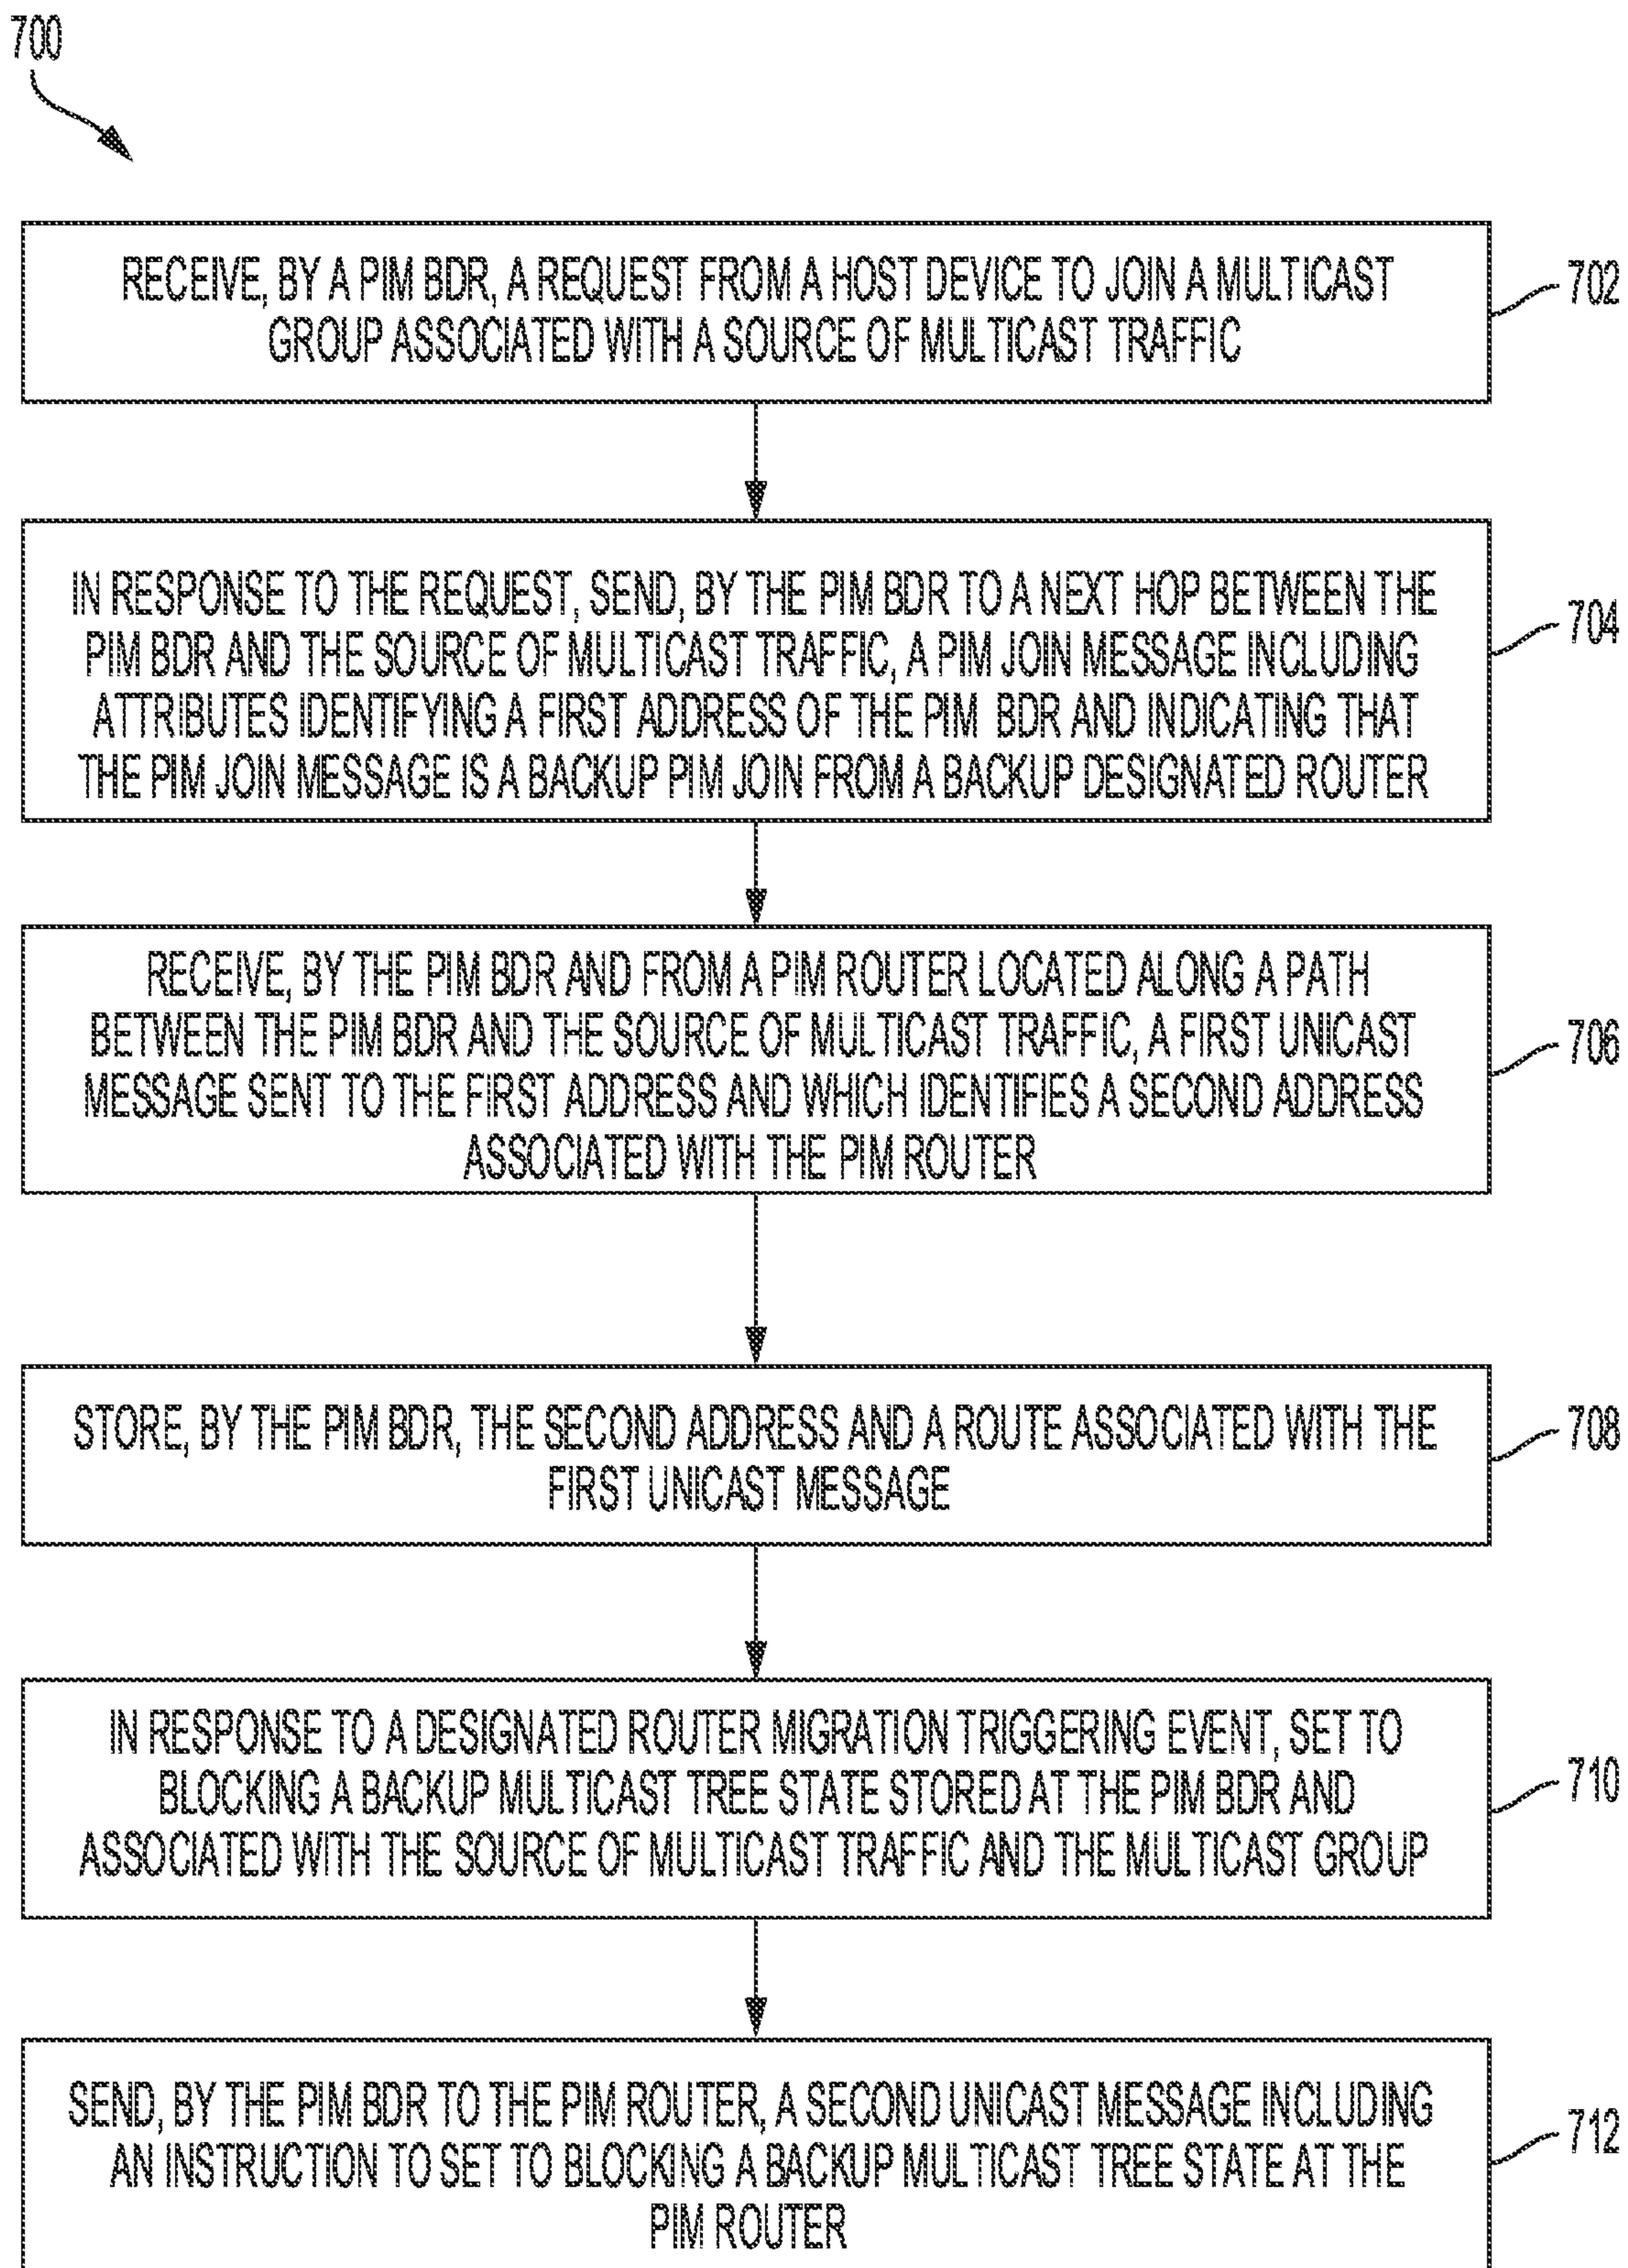 700
RECEIVE, BY A PIM BDR, A REQUEST FROM A HOST DEVICE TO JOIN A MULTICAST
GROUP ASSOCIATED WITH A SOURCE OF MULTICAST TRAFFIC
702
IN RESPONSE TO THE REQUEST, SEND, BY THE PIM BDR TO A NEXT HOP BETWEEN THE
PIM BDR AND THE SOURCE OF MULTICAST TRAFFIC, A PIM JOIN MESSAGE INCLUDING
ATTRIBUTES IDENTIFYING A FIRST ADDRESS OF THE PIM BDR AND INDICATING THAT
THE PIM JOIN MESSAGE IS A BACKUP PIM JOIN FROM A BACKUP DESIGNATED ROUTER
704
RECEIVE, BY THE PIM BDR AND FROM A PIM ROUTER LOCATED ALONG A PATH
BETWEEN THE PIM BDR AND THE SOURCE OF MULTICAST TRAFFIC, A FIRST UNICAST
MESSAGE SENT TO THE FIRST ADDRESS AND WHICH IDENTIFIES A SECOND ADDRESS
ASSOCIATED WITH THE PIM ROUTER
706
STORE, BY THE PIM BDR, THE SECOND ADDRESS AND A ROUTE ASSOCIATED WITH THE
FIRST UNICAST MESSAGE
708
IN RESPONSE TO A DESIGNATED ROUTER MIGRATION TRIGGERING EVENT, SET TO
BLOCKING A BACKUP MULTICAST TREE STATE STORED AT THE PIM BDR AND
ASSOCIATED WITH THE SOURCE OF MULTICAST TRAFFIC AND THE MULTICAST GROUP
710
SEND, BY THE PIM BDR TO THE PIM ROUTER, A SECOND UNICAST MESSAGE INCLUDING
AN INSTRUCTION TO SET TO BLOCKING A BACKUP MULTICAST TREE STATE AT THE
PIM ROUTER
712